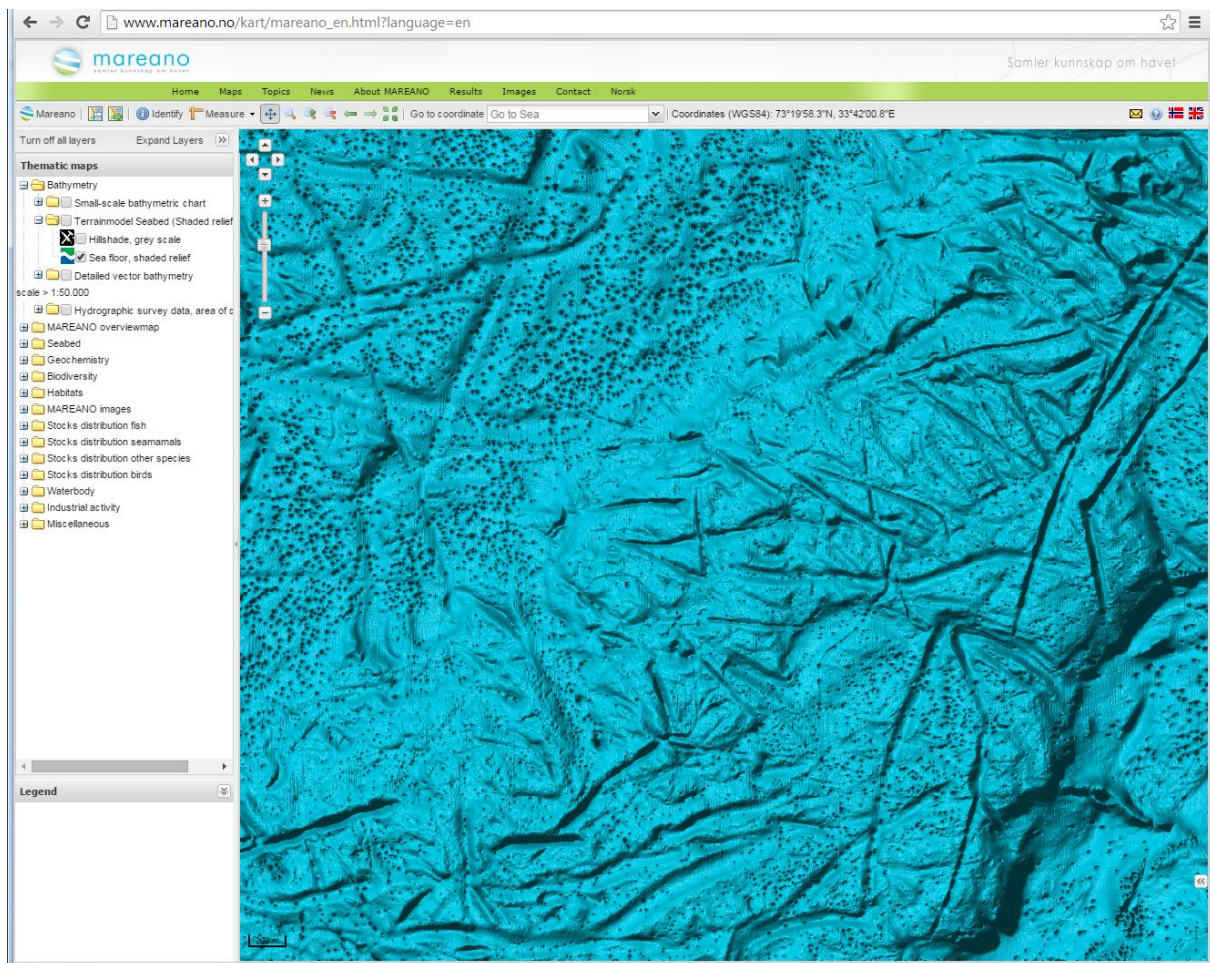 www.mareano.no/kart/mareano_en.html?language=en
mareano
samler kunnskap om havet
Samler kunnskap om havet
Home Maps Topics News About MAREANO Results Images Contact Norsk
Mareano Identify Measure Go to coordinate Go to Sea Coordinates (WGS84): 73°19'58.3"N, 33°42'00.8"E
Turn off all layers Expand Layers
Thematic maps
Bathymetry
Small-scale bathymetric chart
Terrainmodel Seabed (Shaded relief
Hillshade, grey scale
Sea floor, shaded relief
Detailed vector bathymetry
scale > 1:50.000
Hydrographic survey data, area of c
MAREANO overviewmap
Seabed
Geochemistry
Biodiversity
Habitats
MAREANO images
Stocks distribution fish
Stocks distribution seamamals
Stocks distribution other species
Stocks distribution birds
Waterbody
Industrial activity
Miscellaneous
Legend